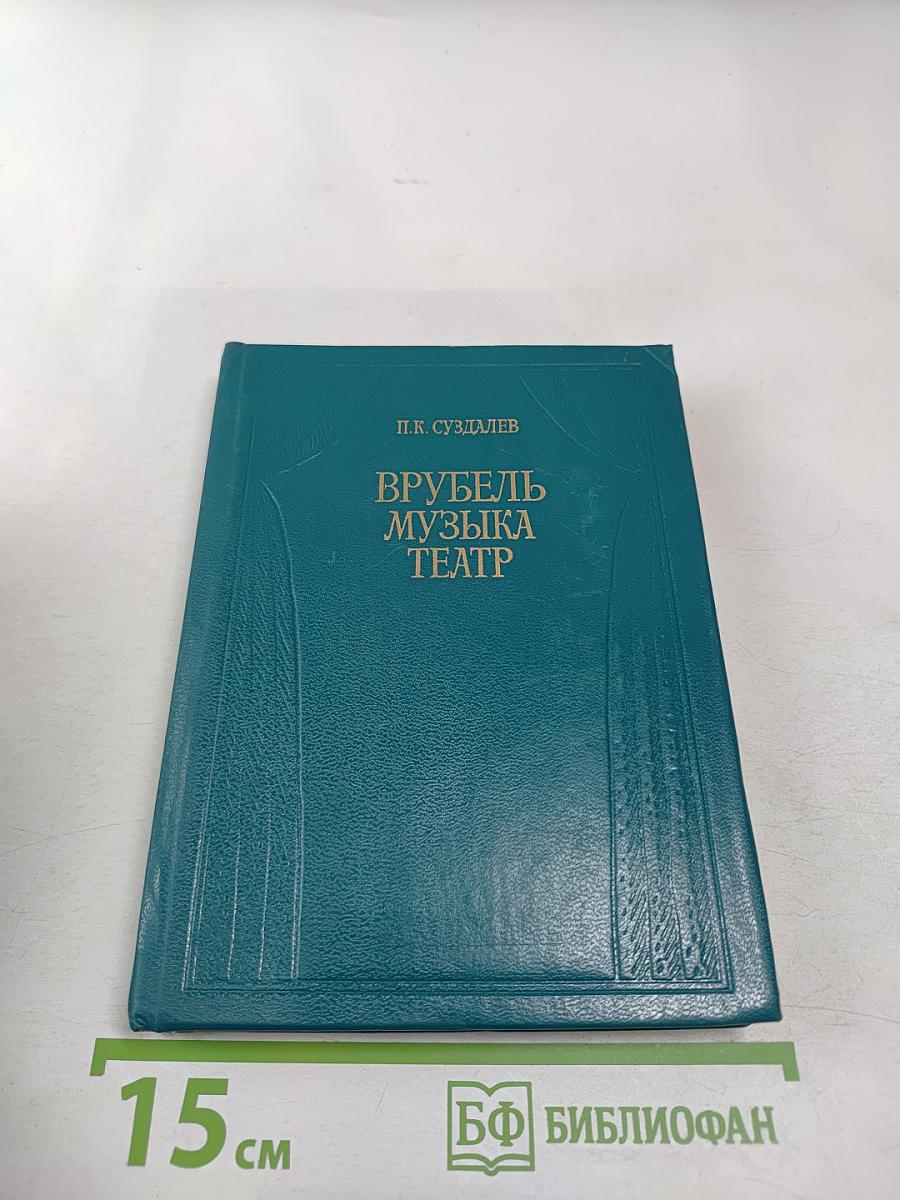 П.К. СУЗДАЛЕВ
ВРУБЕЛЬ
МУЗЫКА
ТЕАТР
15 см
БФ БИБЛИОФАН